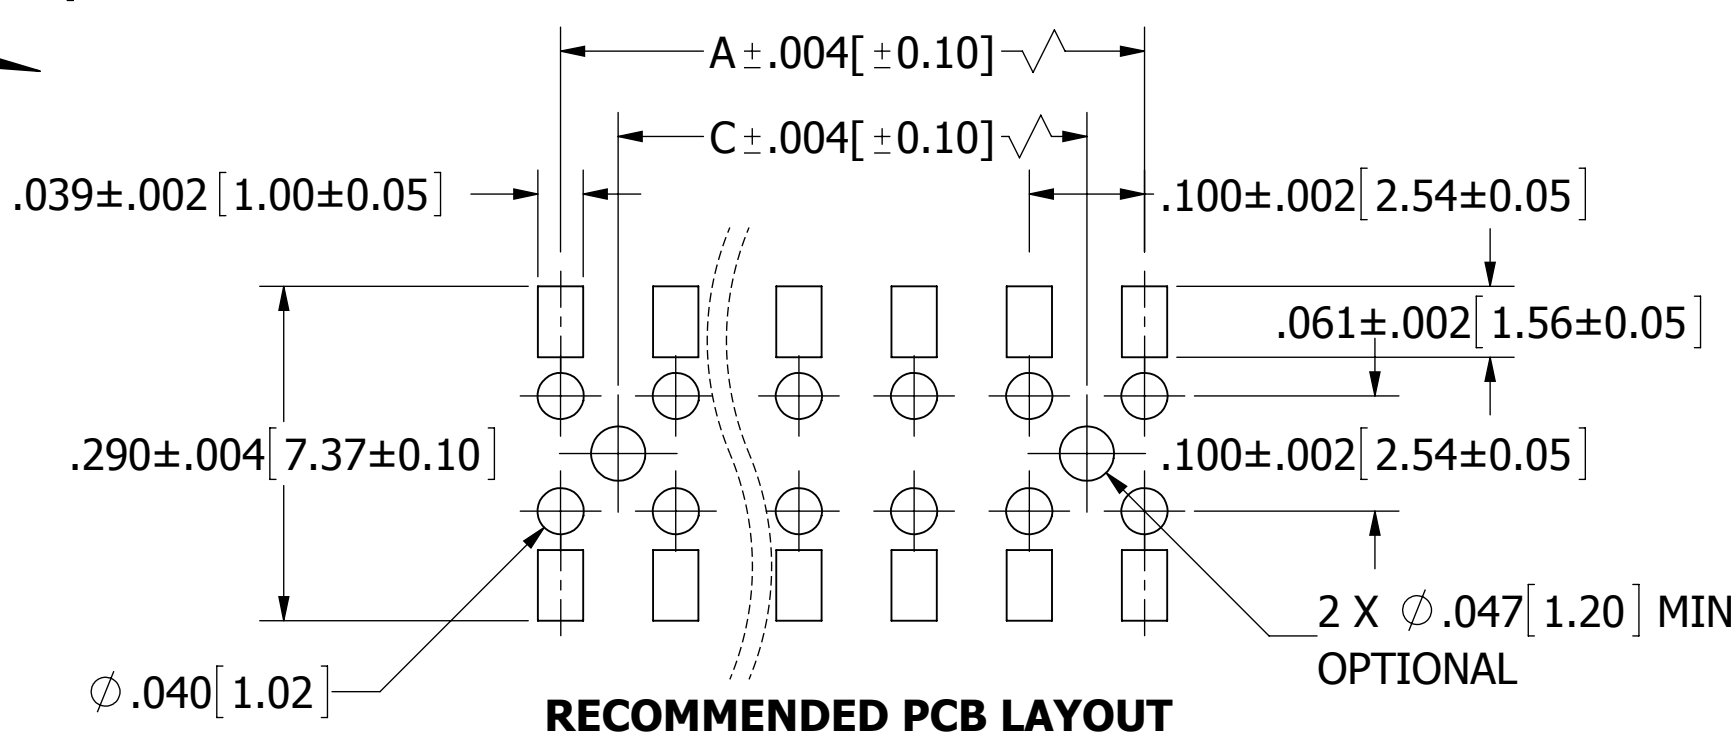 A±.004[±0.10]
C±.004[±0.10]
.039±.002[1.00±0.05]
.100±.002[2.54±0.05]
.061±.002[1.56±0.05]
.290±.004[7.37±0.10]
.100±.002[2.54±0.05]
2 X ∅.047[1.20] MIN
OPTIONAL
∅.040[1.02]
RECOMMENDED PCB LAYOUT